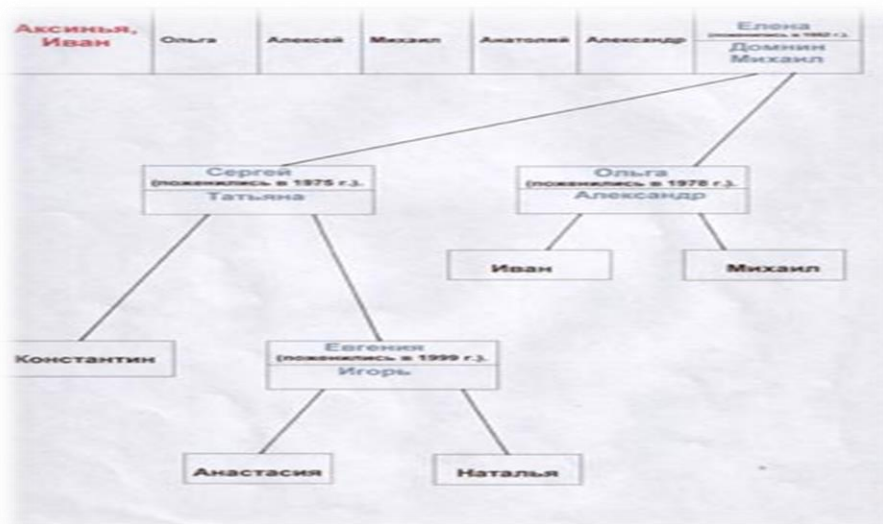 Аксинья,
Иван
Ольга
Алексей
Михаил
Анатолий
Александр
Елена
(поженились в г.).
Домнин
Михаил
Сергей
(поженились в 1975 г.).
Татьяна
Ольга
(поженились в 1978 г.).
Александр
Иван
Михаил
Константин
Евгения
(поженились в 1999 г.).
Игорь
Анастасия
Наталья